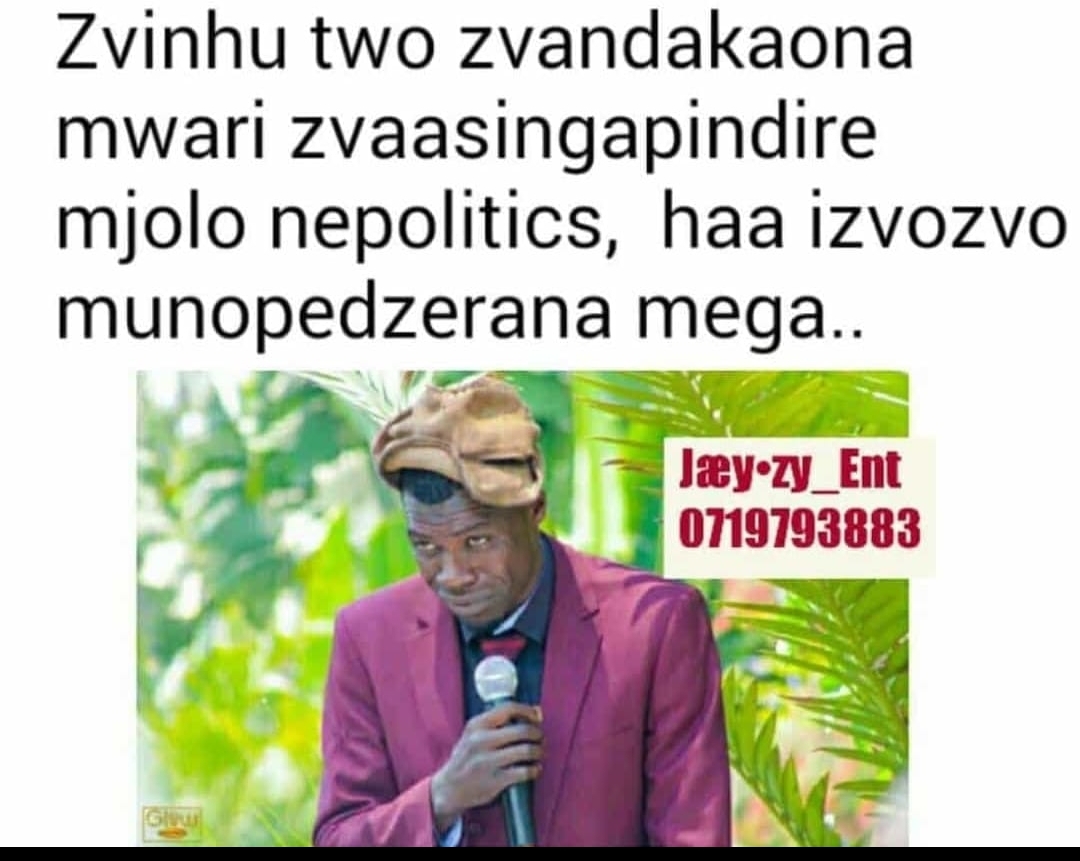 Zvinhu two zvandakaona
mwari zvaasingapindire
mjolo nepolitics, haa izvozvo
munopedzerana mega..
Jæy•zy_Ent
0719793883